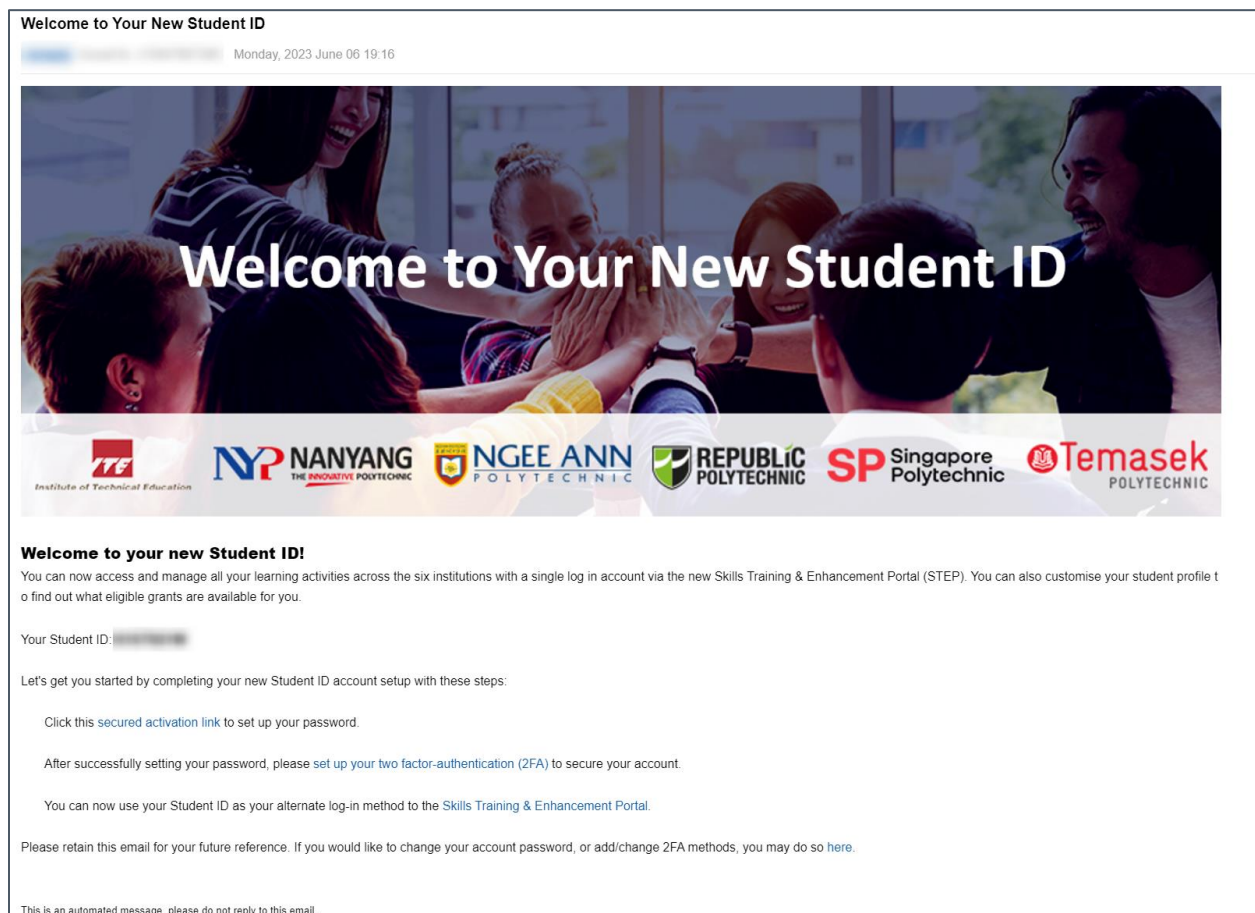 Welcome to Your New Student ID
Monday, 2023 June 06 19:16
Welcome to Your New Student ID
ITE
Institute of Technical Education
NYP NANYANG
THE INNOVATIVE POLYTECHNIC
NGEE ANN
POLYTECHNIC
REPUBLIC
POLYTECHNIC
SP Singapore
Polytechnic
Temasek
POLYTECHNIC
Welcome to your new Student ID!
You can now access and manage all your learning activities across the six institutions with a single log in account via the new Skills Training & Enhancement Portal (STEP). You can also customise your student profile t
o find out what eligible grants are available for you.
Your Student ID:
Let's get you started by completing your new Student ID account setup with these steps:
Click this secured activation link to set up your password.
After successfully setting your password, please set up your two factor-authentication (2FA) to secure your account.
You can now use your Student ID as your alternate log-in method to the Skills Training & Enhancement Portal.
Please retain this email for your future reference. If you would like to change your account password, or add/change 2FA methods, you may do so here.
This is an automated message, please do not reply to this email.